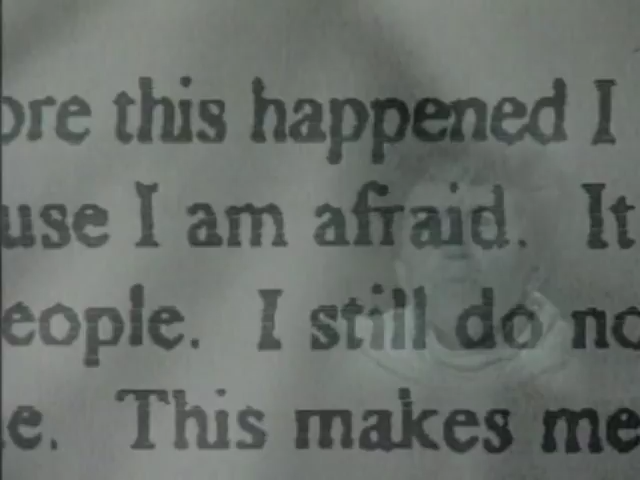 ore this happened I
use I am afraid. It
eople. I still do no
e. This makes me